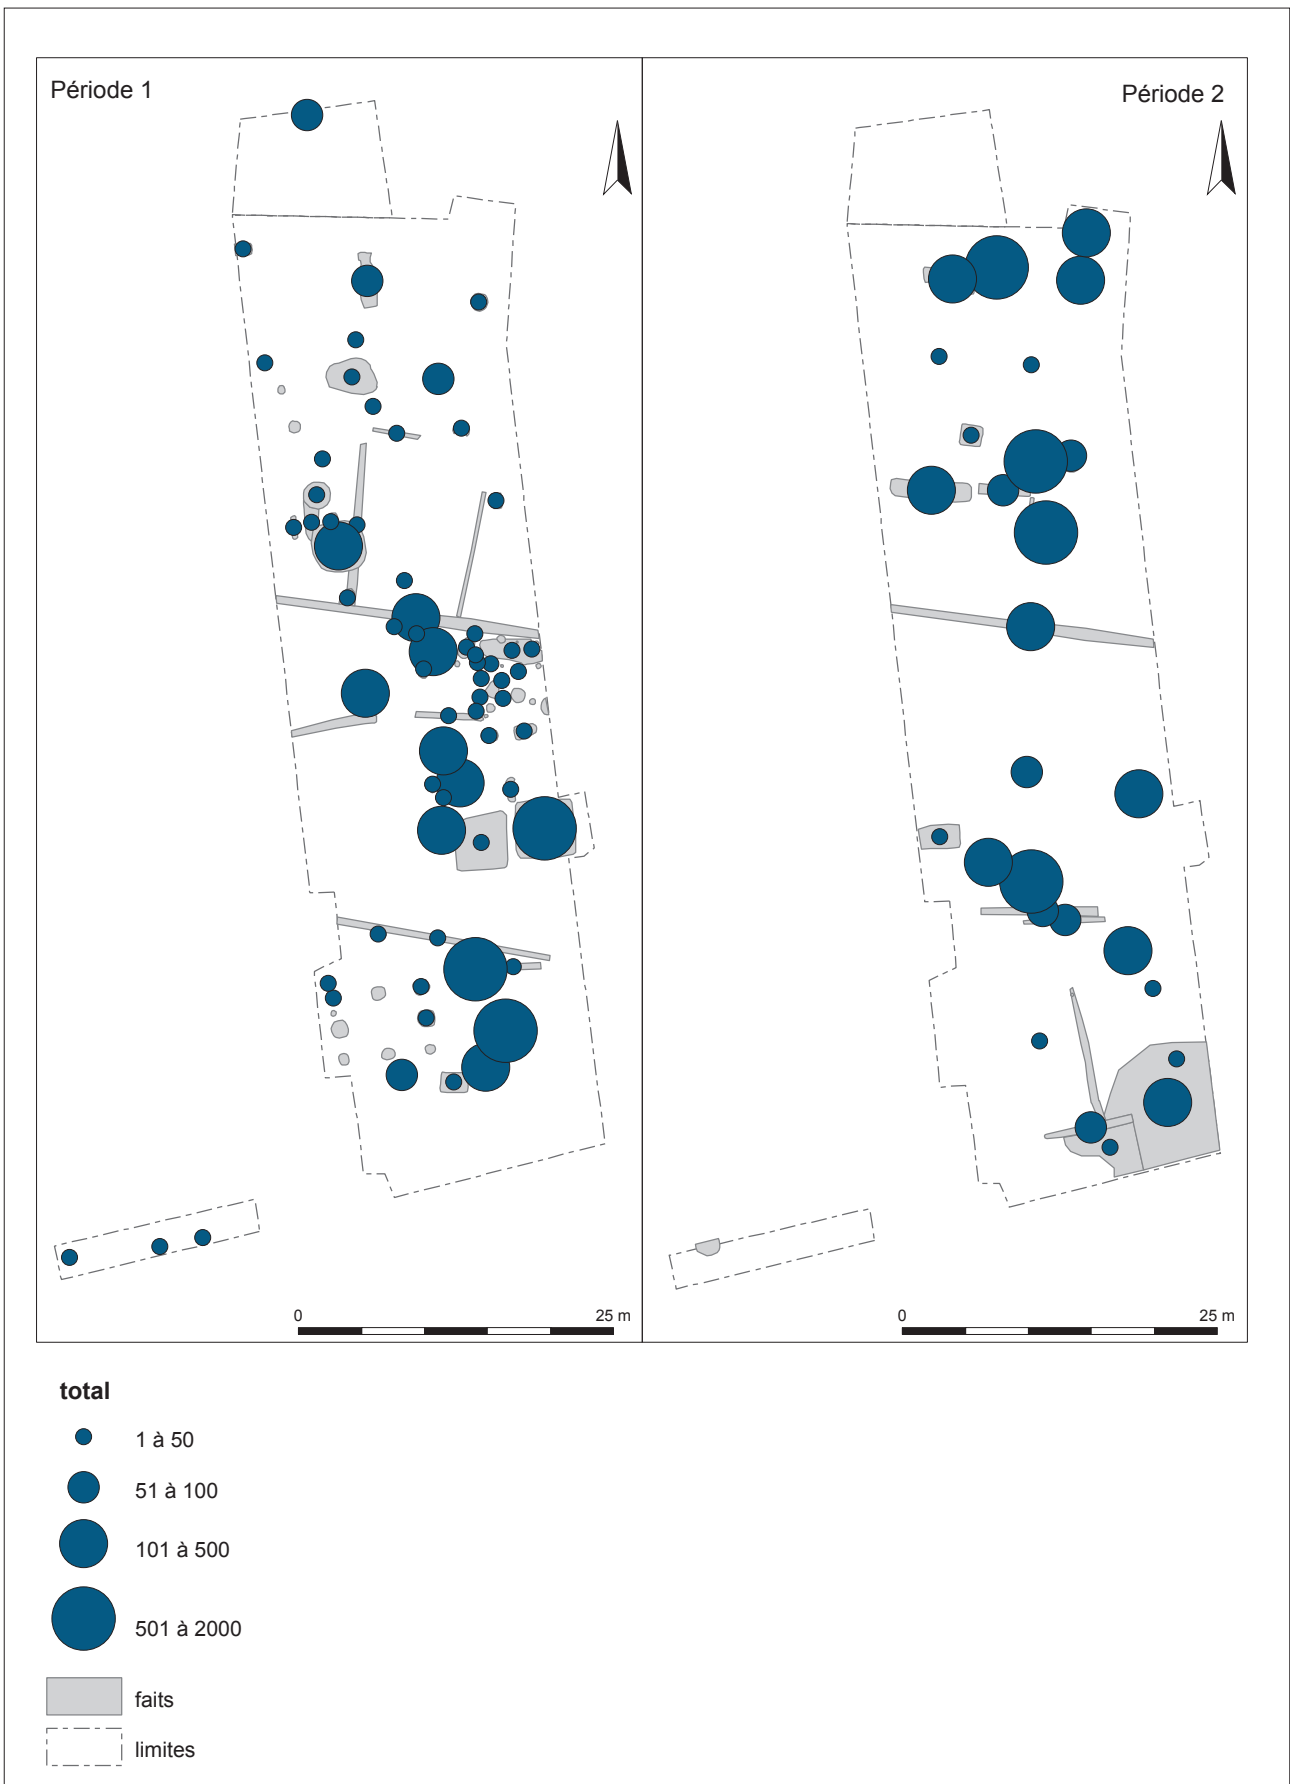 Période 1
Période 2
0 25 m
0 25 m
total
1 à 50
51 à 100
101 à 500
501 à 2000
faits
limites